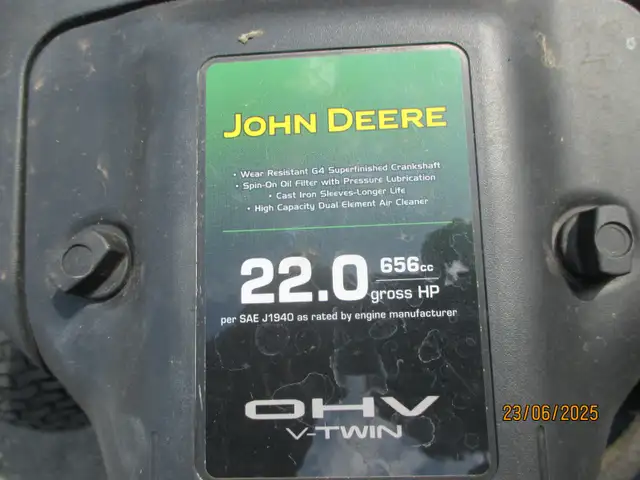 JOHN DEERE
• Wear Resistant G4 Superfinished Crankshaft
• Spin-On Oil Filter with Pressure Lubrication
• Cast Iron Sleeves-Longer Life
• High Capacity Dual Element Air Cleaner
22.0 656cc
gross HP
per SAE J1940 as rated by engine manufacturer
OHV
V-TWIN
23/06/2025